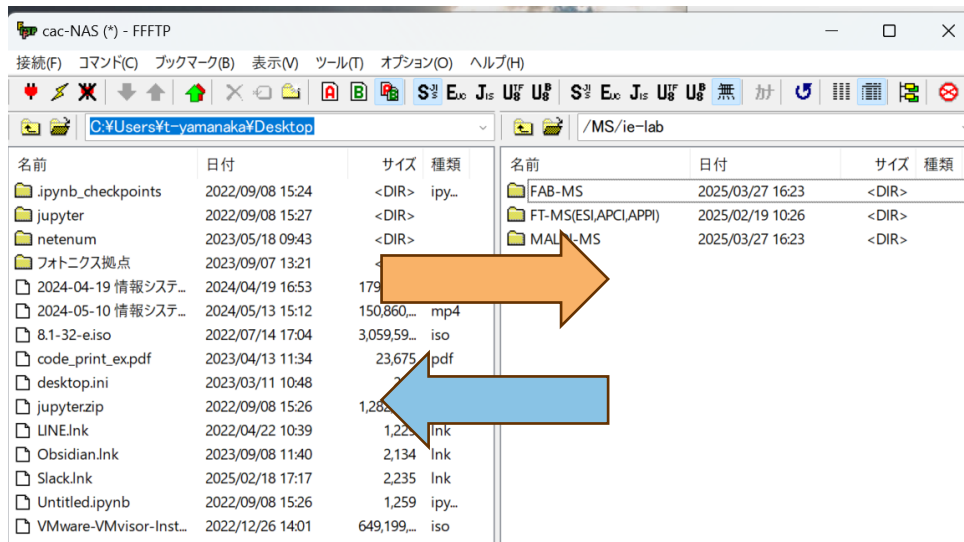 cac-NAS (*) - FFFTP
接続(F) コマンド(C) ブックマーク(B) 表示(V) ツール(T) オプション(O) ヘルプ(H)
A B S Euc JIS UTF8 U8 S Euc JIS UTF8 U8 無 ｶﾅ
C:¥Users¥t-yamanaka¥Desktop /MS/ie-lab
名前 日付 サイズ 種類
.ipynb_checkpoints 2022/09/08 15:24 <DIR> ipy...
jupyter 2022/09/08 15:27 <DIR>
netenum 2023/05/18 09:43 <DIR>
フォトニクス拠点 2023/09/07 13:21
2024-04-19 情報システ... 2024/04/19 16:53
2024-05-10 情報システ... 2024/05/13 15:12 150,860,... mp4
8.1-32-e.iso 2022/07/14 17:04 3,059,59... iso
code_print_ex.pdf 2023/04/13 11:34 23,675 pdf
desktop.ini 2023/03/11 10:48
jupyter.zip 2022/09/08 15:26
LINE.lnk 2022/04/22 10:39 lnk
Obsidian.lnk 2023/09/08 11:40 2,134 lnk
Slack.lnk 2025/02/18 17:17 2,235 lnk
Untitled.ipynb 2022/09/08 15:26 1,259 ipy...
VMware-VMvisor-Inst... 2022/12/26 14:01 649,199,... iso
名前 日付 サイズ 種類
FAB-MS 2025/03/27 16:23 <DIR>
FT-MS(ESI,APCI,APPI) 2025/02/19 10:26 <DIR>
2025/03/27 16:23 <DIR>